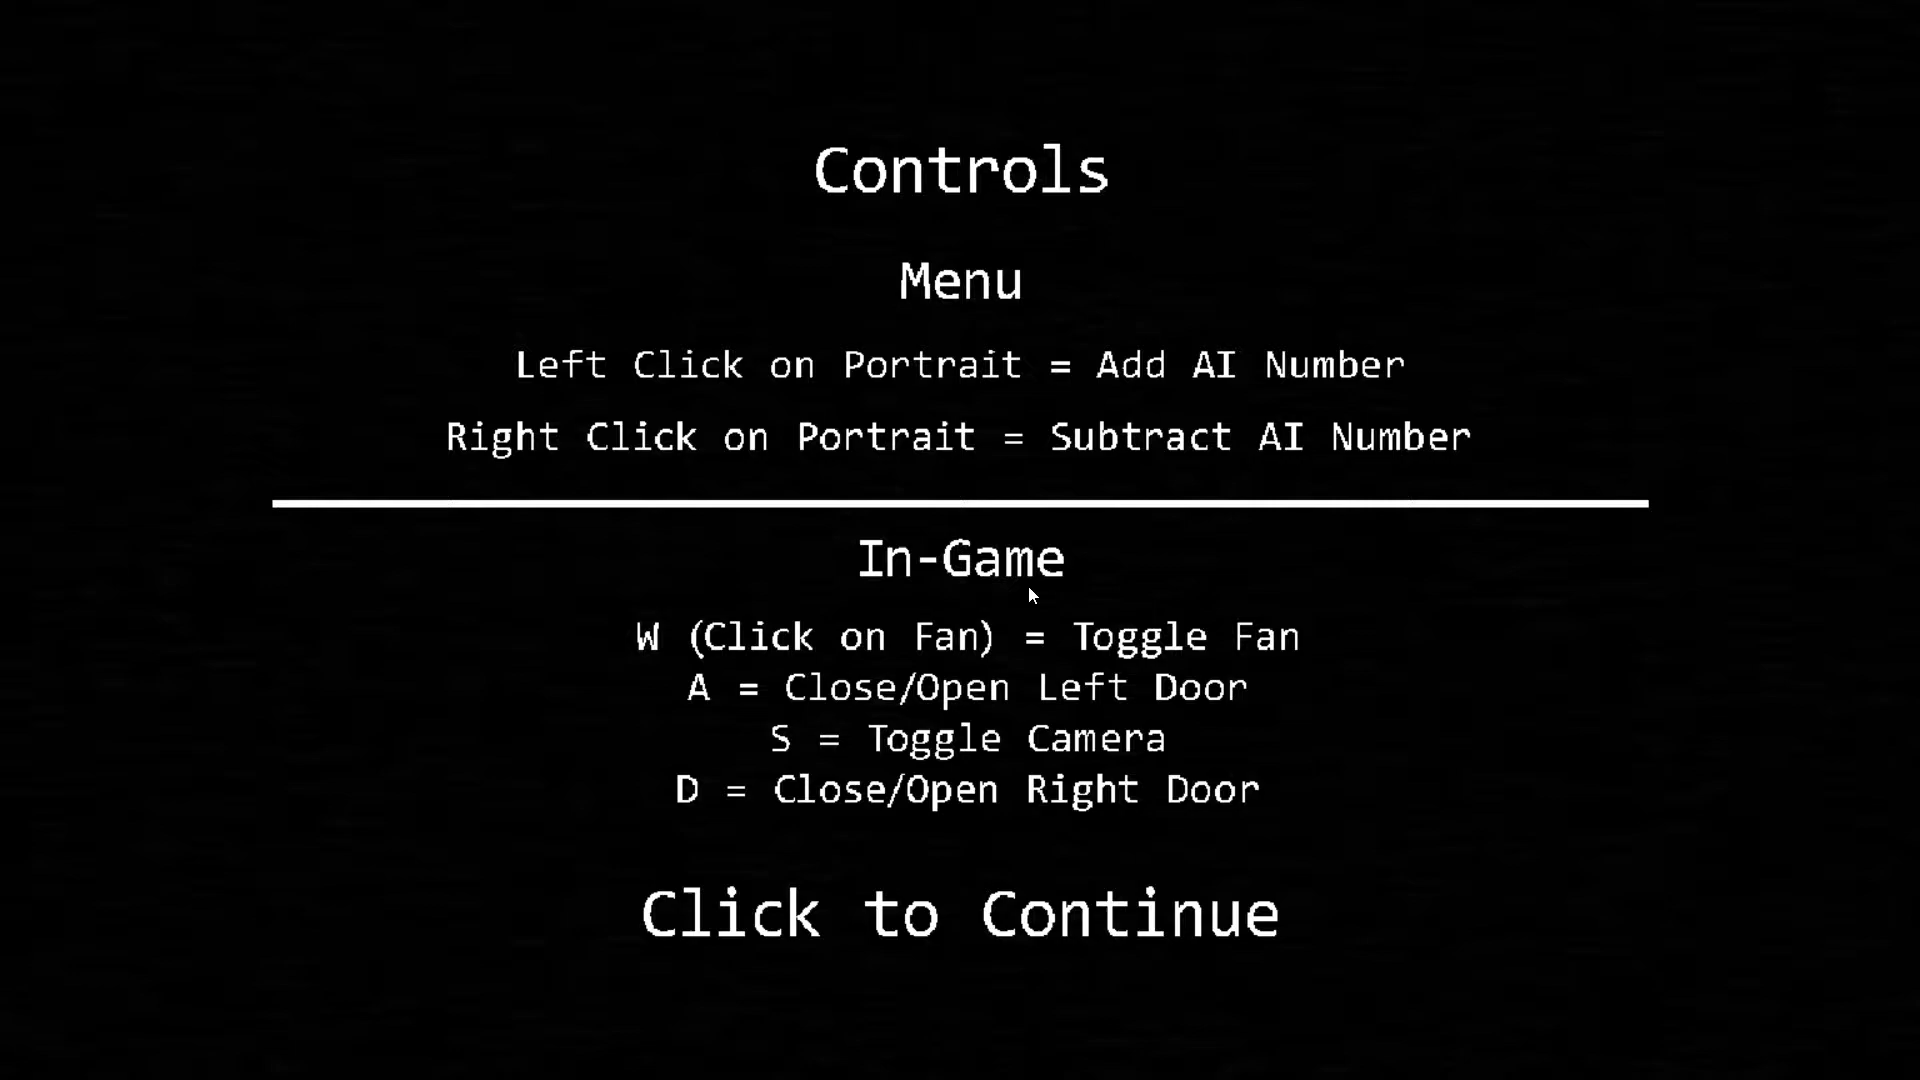 Controls
Menu
Left Click on Portrait = Add AI Number
Right Click on Portrait = Subtract AI Number
In-Game
W (Click on Fan) = Toggle Fan
A = Close/Open Left Door
S = Toggle Camera
D = Close/Open Right Door
Click to Continue